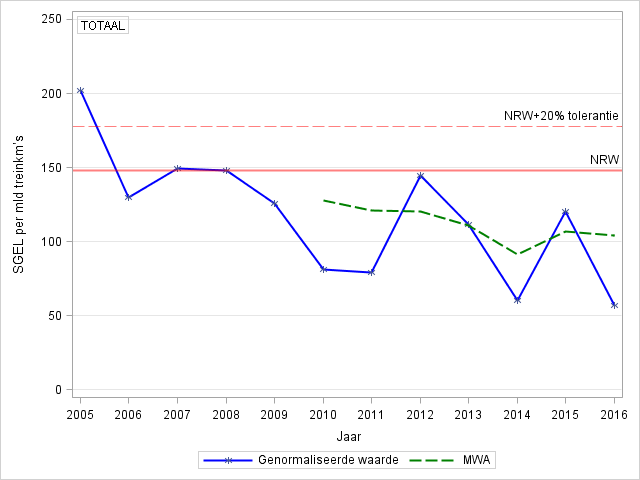 TOTAAL
250
200
150
100
50
0
SGEL per mld treinkm's
NRW+20% tolerantie
NRW
2005 2006 2007 2008 2009 2010 2011 2012 2013 2014 2015 2016
Jaar
Genormaliseerde waarde MWA